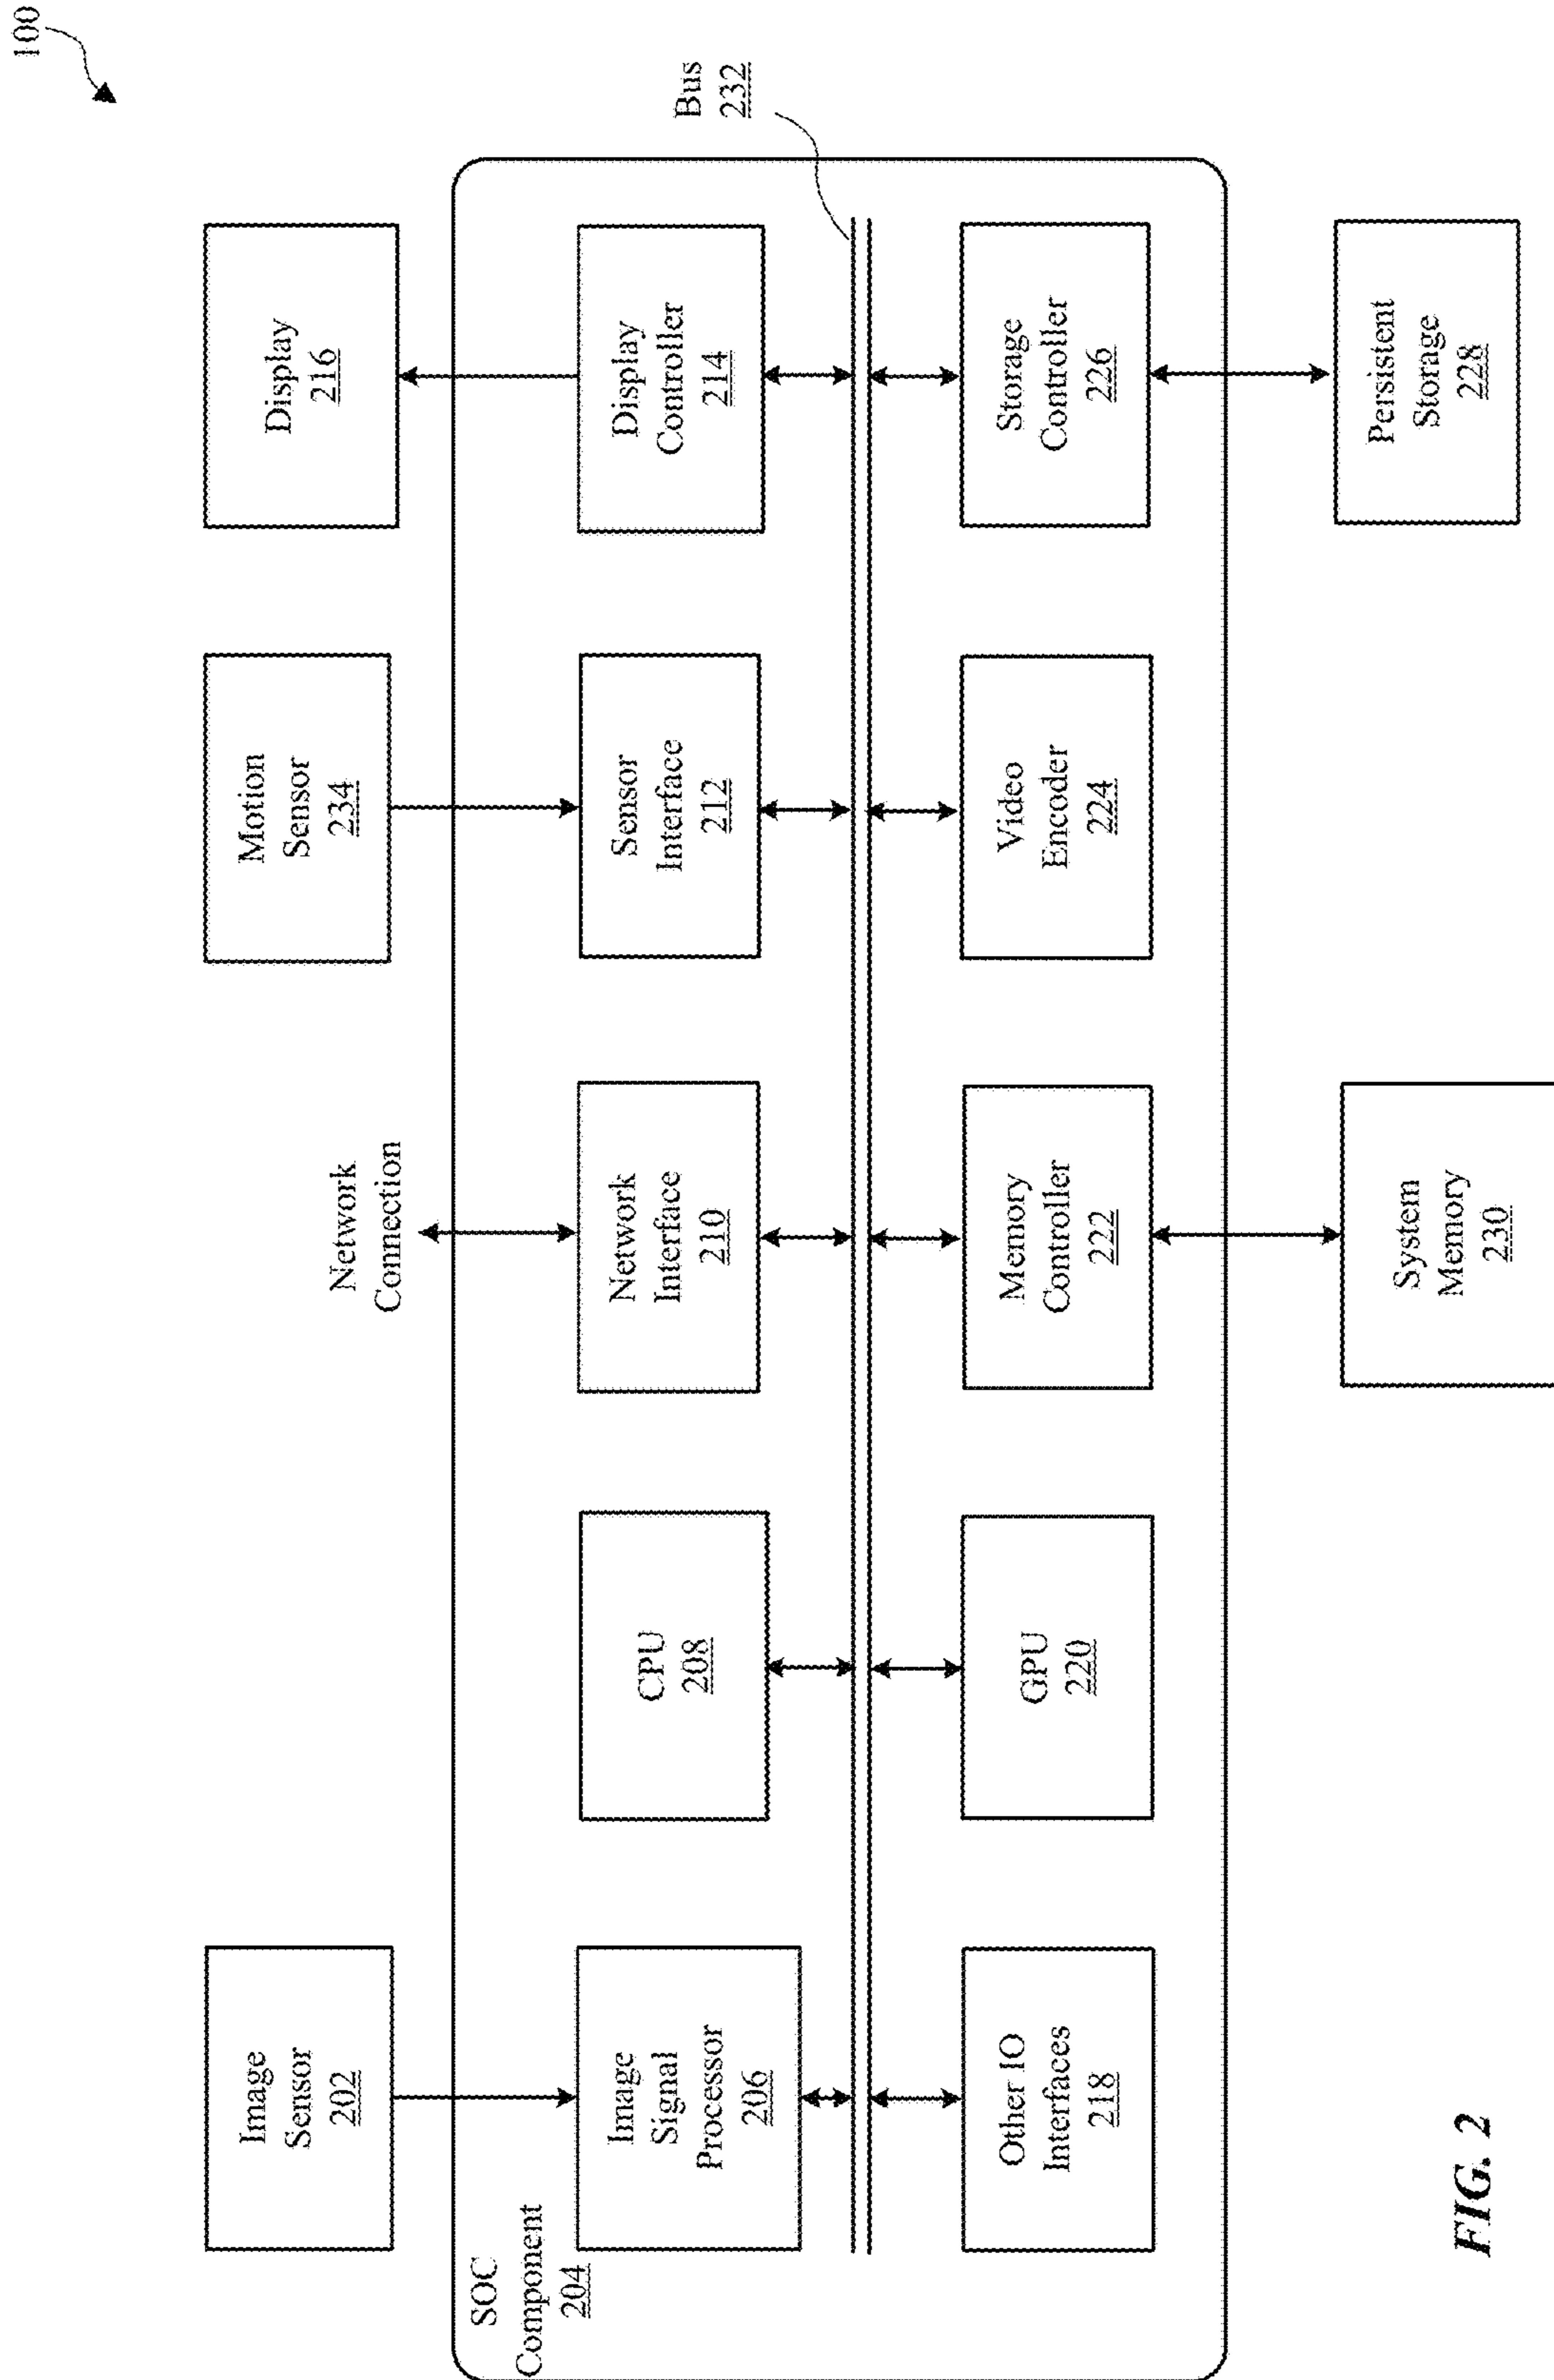 100
Image
Sensor
202
Network
Connection
Motion
Sensor
234
Display
216
SOC
Component
204
Image
Signal
Processor
206
CPU
208
Network
Interface
210
Sensor
Interface
212
Display
Controller
214
Bus
232
Other IO
Interfaces
218
GPU
220
Memory
Controller
222
Video
Encoder
224
Storage
Controller
226
System
Memory
230
Persistent
Storage
228
FIG. 2